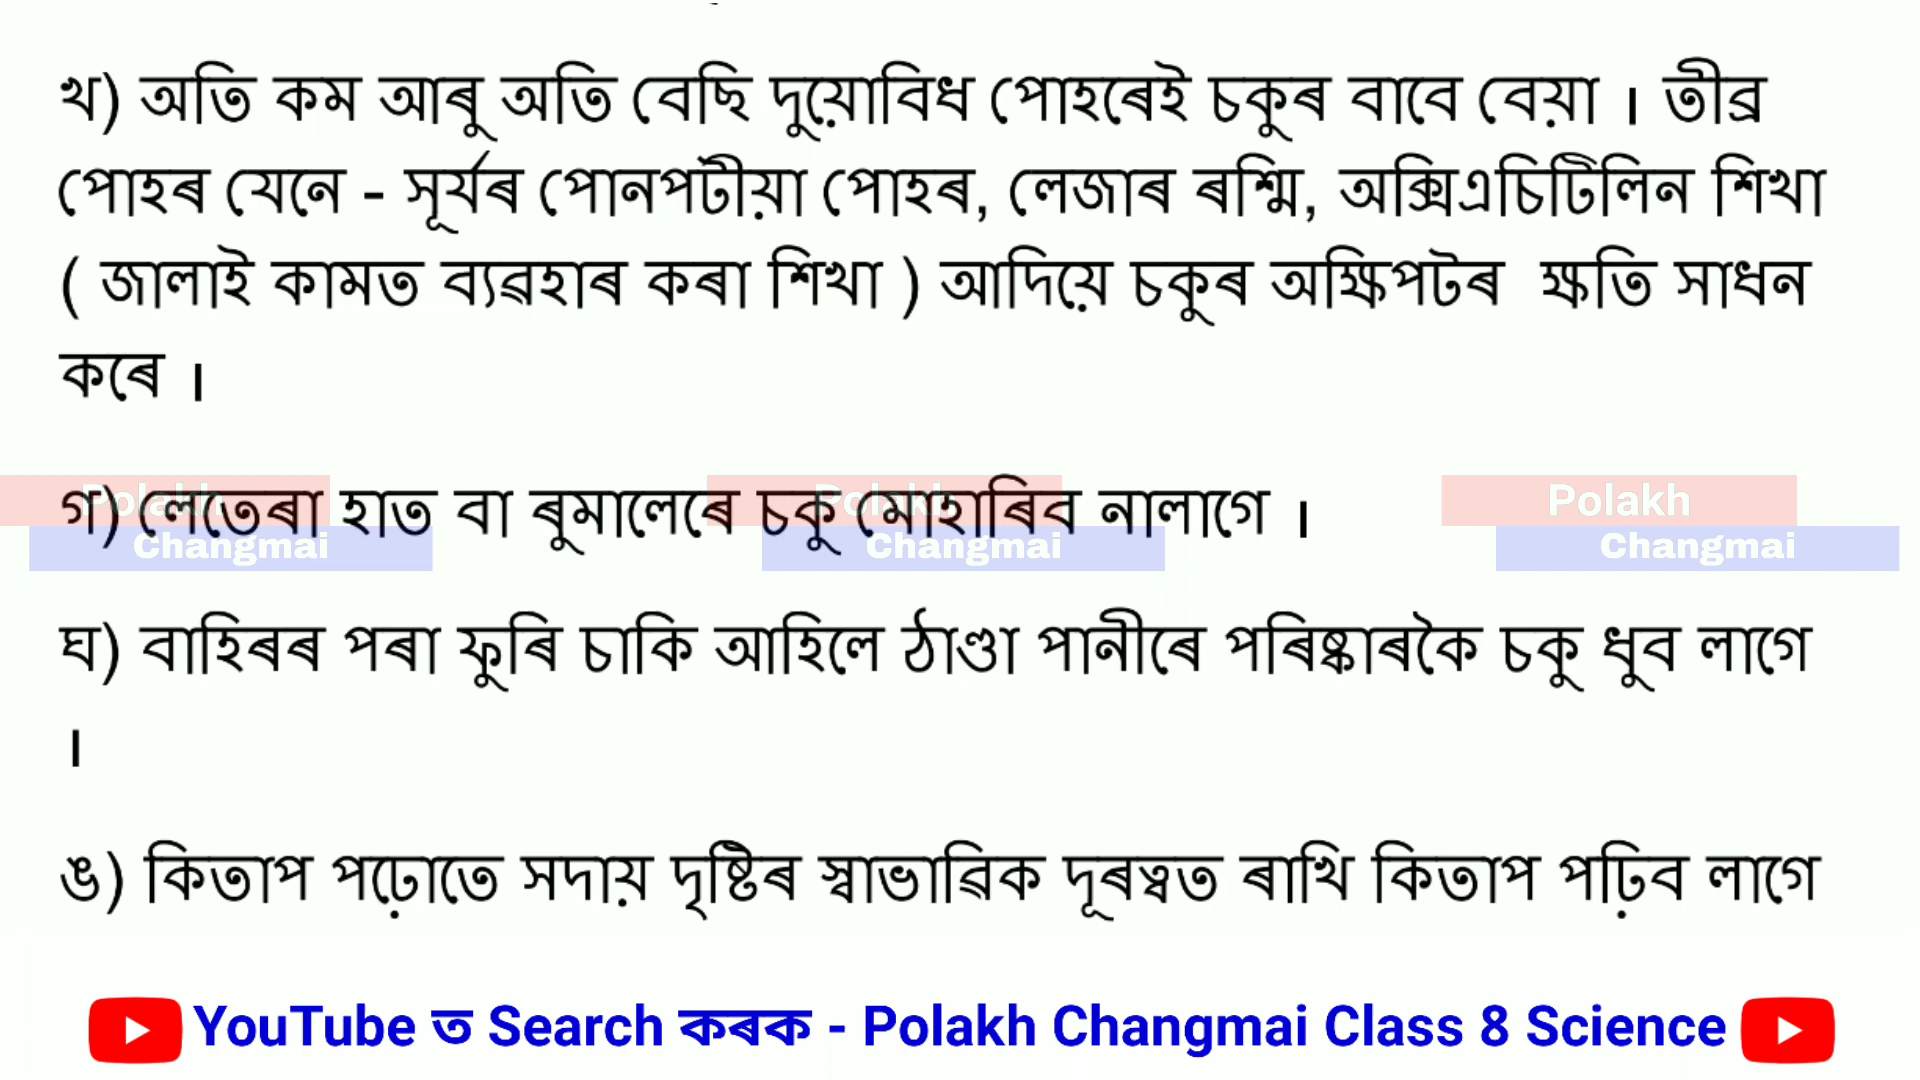 খ) অতি কম আৰু অতি বেছি দুয়োবিধ পোহৰেই চকুৰ বাবে বেয়া । তীব্ৰ
পোহৰ যেনে - সূৰ্যৰ পোনপটীয়া পোহৰ, লেজাৰ ৰশ্মি, অক্সিএচিটিলিন শিখা
( জালাই কামত ব্যৱহাৰ কৰা শিখা ) আদিয়ে চকুৰ অক্ষিপটৰ ক্ষতি সাধন
কৰে ।
গ) লেতেৰা হাত বা ৰুমালেৰে চকু মোহাৰিব নালাগে ।
Polakh Polakh Polakh
Changmai Changmai Changmai
ঘ) বাহিৰৰ পৰা ফুৰি চাকি আহিলে ঠাণ্ডা পানীৰে পৰিষ্কাৰকৈ চকু ধুব লাগে
।
ঙ) কিতাপ পঢ়োতে সদায় দৃষ্টিৰ স্বাভাৱিক দূৰত্বত ৰাখি কিতাপ পঢ়িব লাগে
YouTube ত Search কৰক - Polakh Changmai Class 8 Science